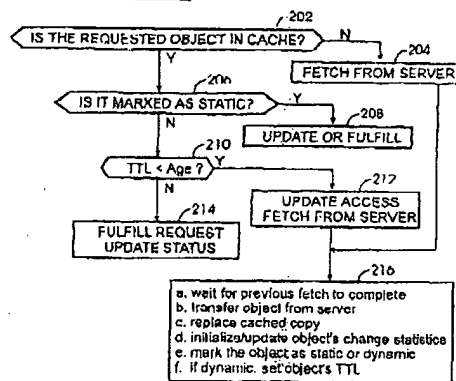 202
IS THE REQUESTED OBJECT IN CACHE?
N
204
Y
FETCH FROM SERVER
206
IS IT MARKED AS STATIC?
Y
208
N
UPDATE OR FULFILL
210
TTL < Age ?
Y
N
212
214
UPDATE ACCESS
FETCH FROM SERVER
FULFILL REQUEST
UPDATE STATUS
216
a. wait for previous fetch to complete
b. transfer object from server
c. replace cached copy
d. initialize/update object's change statistics
e. mark the object as static or dynamic
f. if dynamic, set object's TTL